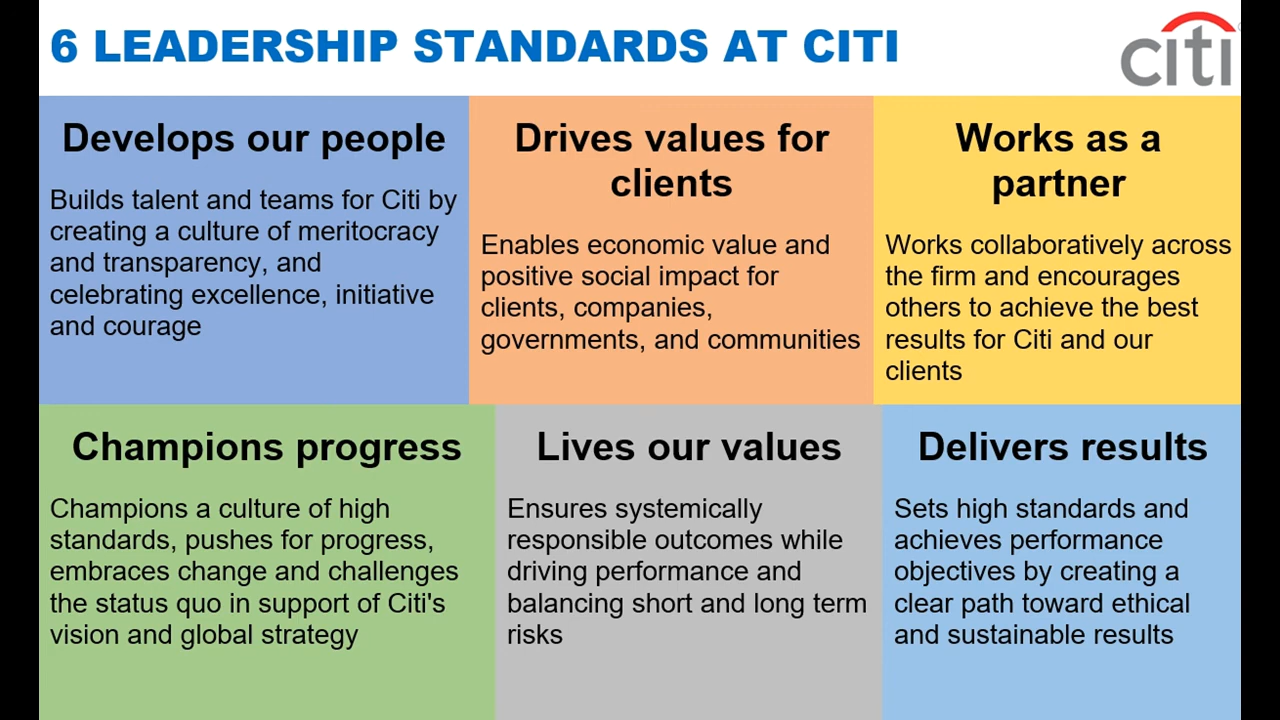 6 LEADERSHIP STANDARDS AT CITI
citi
Develops our people
Builds talent and teams for Citi by
creating a culture of meritocracy
and transparency, and
celebrating excellence, initiative
and courage
Drives values for
clients
Enables economic value and
positive social impact for
clients, companies,
governments, and communities
Works as a
partner
Works collaboratively across
the firm and encourages
others to achieve the best
results for Citi and our
clients
Champions progress
Champions a culture of high
standards, pushes for progress,
embraces change and challenges
the status quo in support of Citi's
vision and global strategy
Lives our values
Ensures systemically
responsible outcomes while
driving performance and
balancing short and long term
risks
Delivers results
Sets high standards and
achieves performance
objectives by creating a
clear path toward ethical
and sustainable results